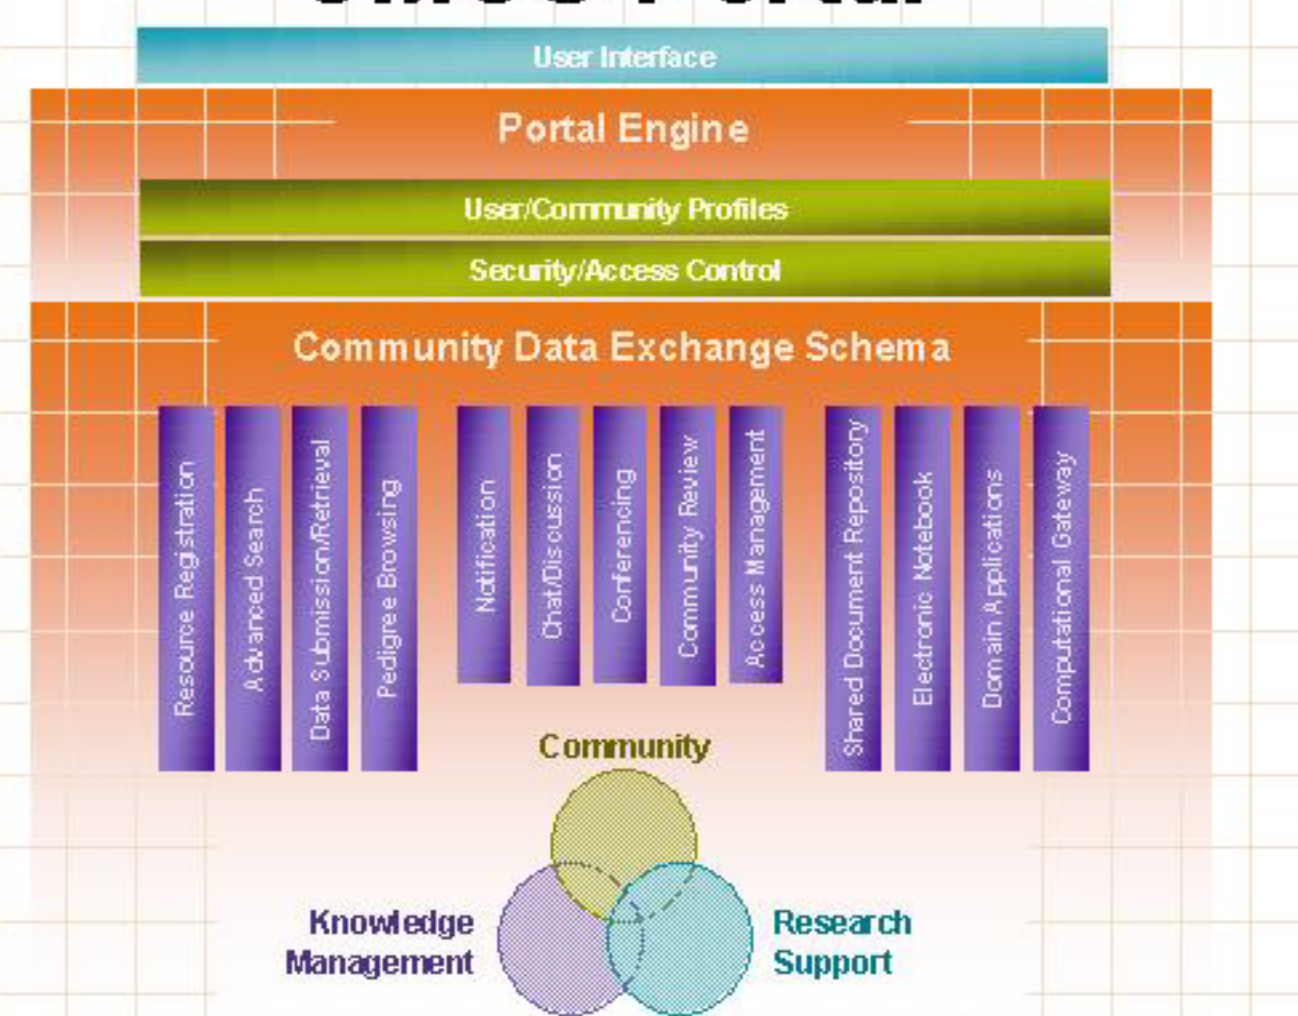 Portal
User Interface
Portal Engine
User/Community Profiles
Security/Access Control
Community Data Exchange Schema
Resource Registration
Advanced Search
Data Submission/Retrieval
Pedigree Browsing
Notification
Chat/Discussion
Conferencing
Community Review
Access Management
Shared Document Repository
Electronic Notebook
Domain Applications
Computational Gateway
Community
Knowledge
Management
Research
Support